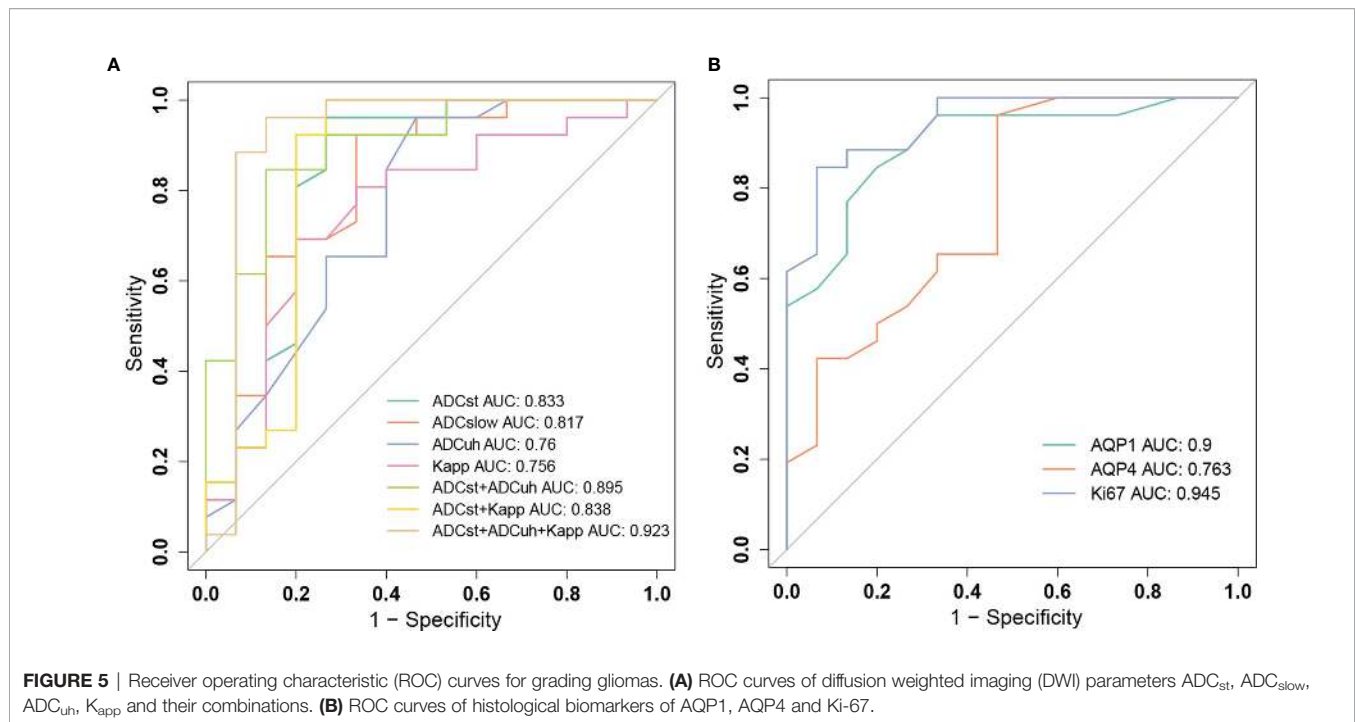 A
Sensitivity
0.0 0.2 0.4 0.6 0.8 1.0
ADCst AUC: 0.833
ADCslow AUC: 0.817
ADCuh AUC: 0.76
Kapp AUC: 0.756
ADCst+ADCuh AUC: 0.895
ADCst+Kapp AUC: 0.838
ADCst+ADCuh+Kapp AUC: 0.923
0.0 0.2 0.4 0.6 0.8 1.0
1 − Specificity
B
Sensitivity
0.0 0.2 0.4 0.6 0.8 1.0
AQP1 AUC: 0.9
AQP4 AUC: 0.763
Ki67 AUC: 0.945
0.0 0.2 0.4 0.6 0.8 1.0
1 − Specificity
FIGURE 5 | Receiver operating characteristic (ROC) curves for grading gliomas. (A) ROC curves of diffusion weighted imaging (DWI) parameters ADCst, ADCslow,
ADCuh, Kapp and their combinations. (B) ROC curves of histological biomarkers of AQP1, AQP4 and Ki-67.